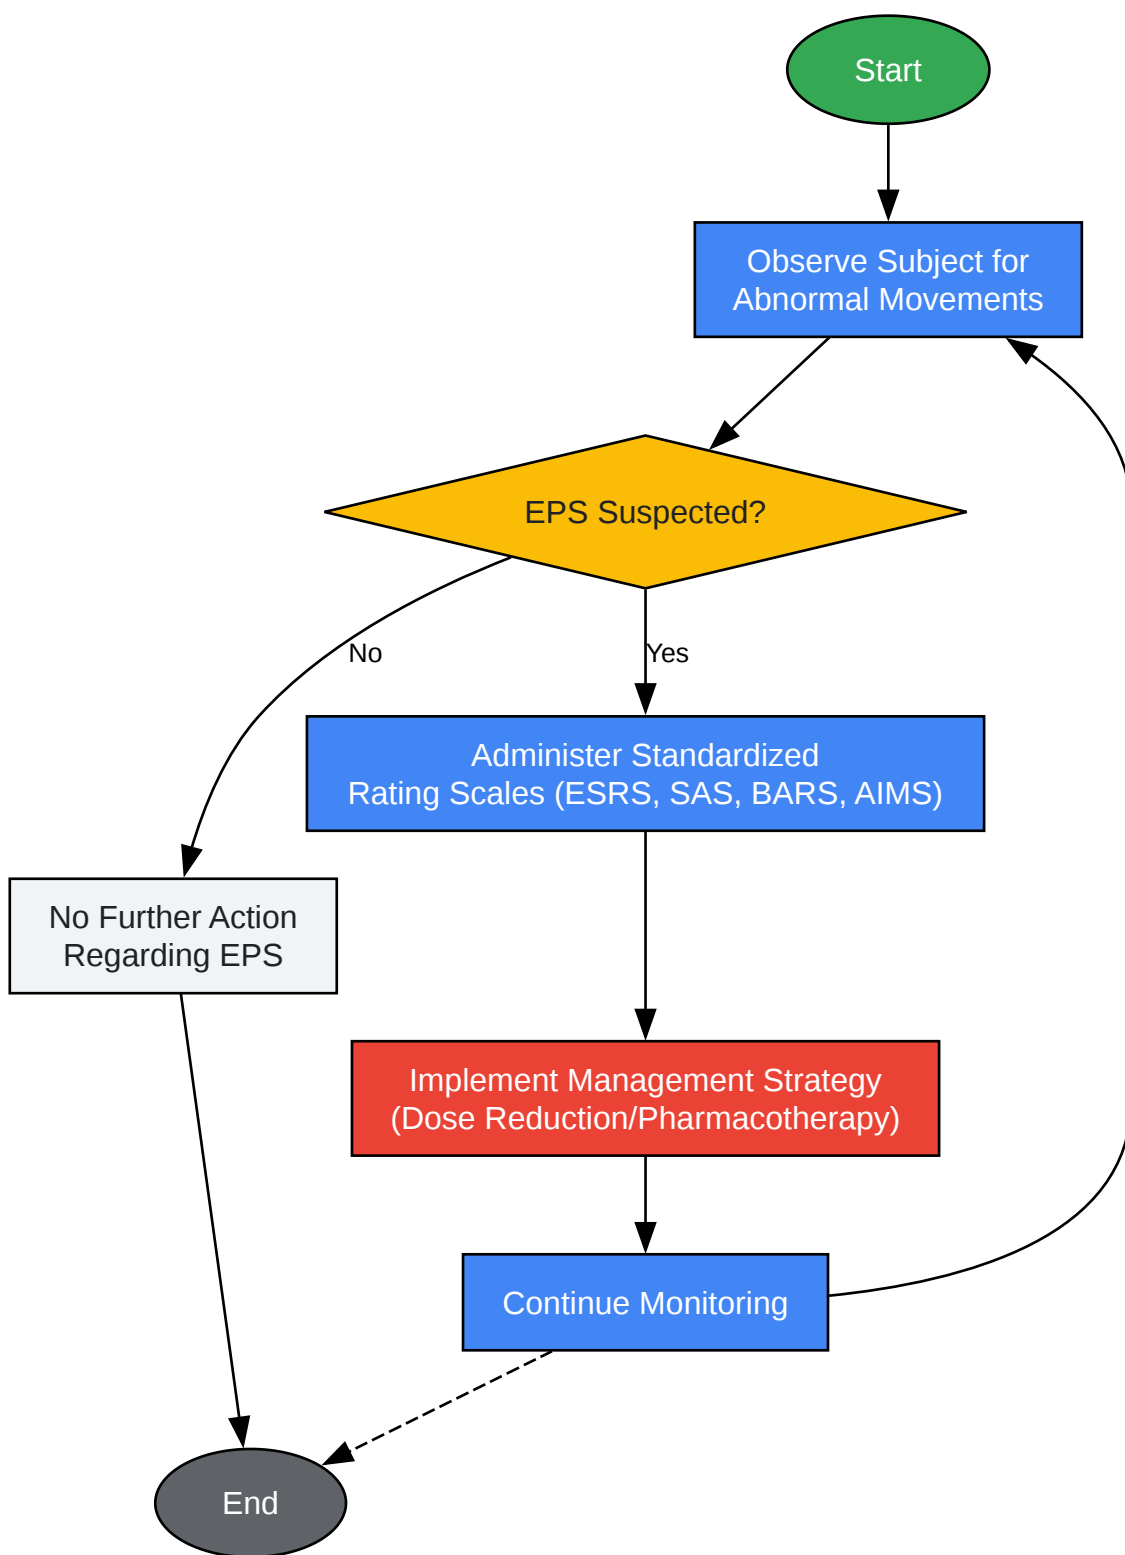 Start
Observe Subject for
Abnormal Movements
EPS Suspected?
No
Yes
Administer Standardized
Rating Scales (ESRS, SAS, BARS, AIMS)
No Further Action
Regarding EPS
Implement Management Strategy
(Dose Reduction/Pharmacotherapy)
Continue Monitoring
End